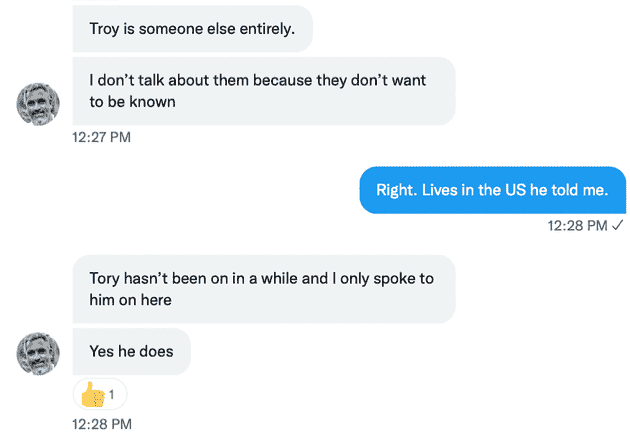 Troy is someone else entirely.
I don’t talk about them because they don’t want
to be known
12:27 PM
Right. Lives in the US he told me.
12:28 PM ✓
Tory hasn’t been on in a while and I only spoke to
him on here
Yes he does
👍 1
12:28 PM